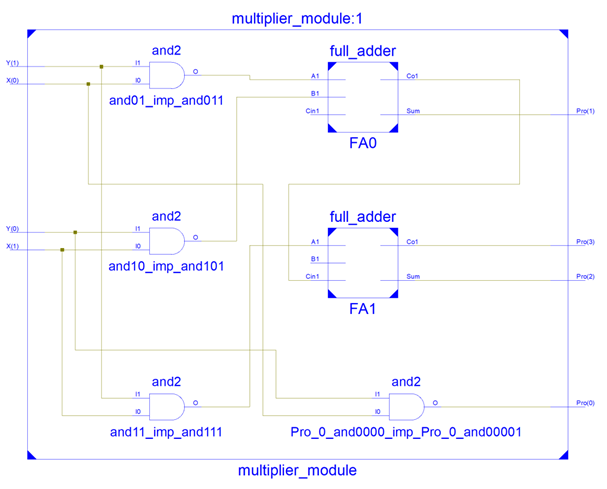 multiplier_module:1
and2
full_adder
Y(1) I1 O A1 Co1
X(0) I0 B1
and01_imp_and011 Cin1 Sum Pro(1)
FA0
and2
full_adder
Y(0) I1 O A1 Co1 Pro(3)
X(1) I0 B1
and10_imp_and101 Cin1 Sum Pro(2)
FA1
and2 and2
I1 O I1 O Pro(0)
I0 I0
and11_imp_and111 Pro_0_and0000_imp_Pro_0_and00001
multiplier_module